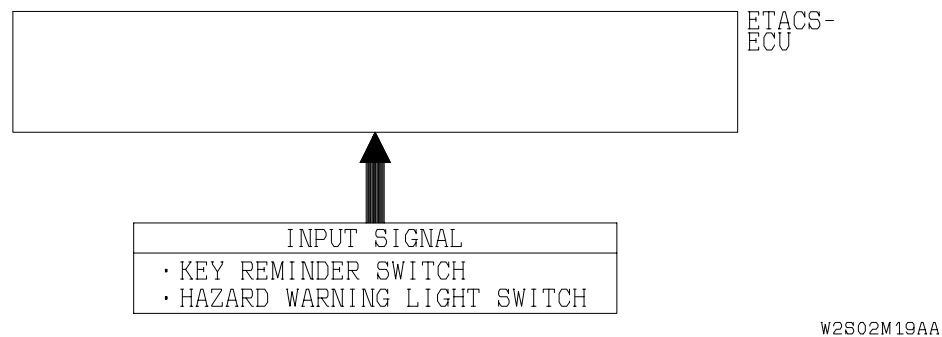 ETACS-
ECU
INPUT SIGNAL
・KEY REMINDER SWITCH
・HAZARD WARNING LIGHT SWITCH
W2S02M19AA